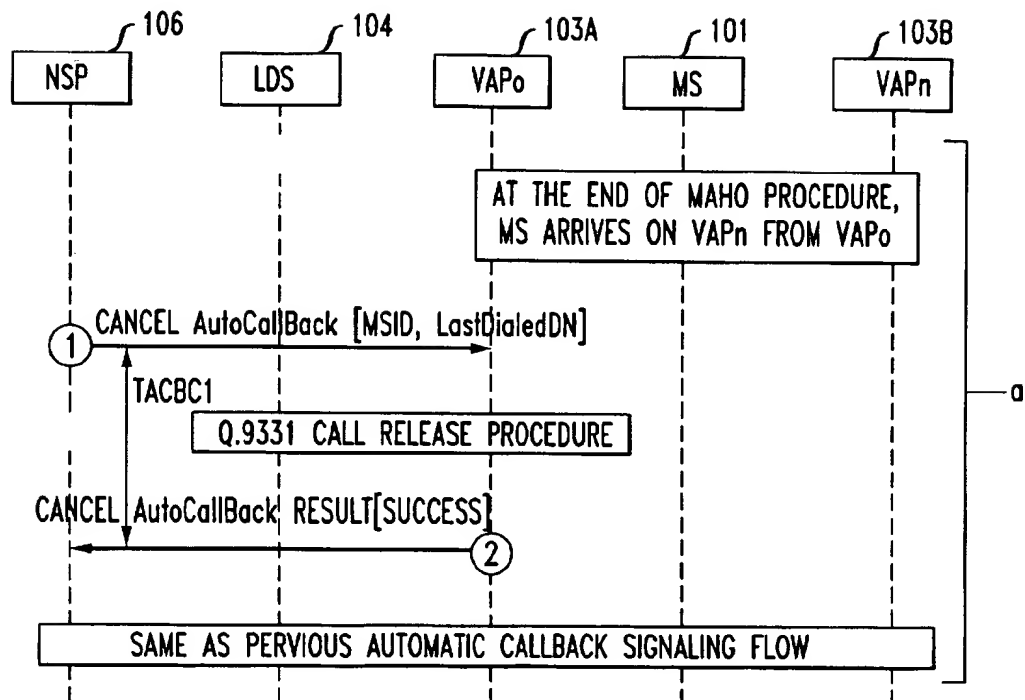 106
104
103A
101
103B
NSP
LDS
VAPo
MS
VAPn
AT THE END OF MAHO PROCEDURE,
MS ARRIVES ON VAPn FROM VAPo
CANCEL AutoCallBack [MSID, LastDialedDN]
1
TACBC1
a
Q.9331 CALL RELEASE PROCEDURE
CANCEL AutoCallBack RESULT[SUCCESS]
2
SAME AS PERVIOUS AUTOMATIC CALLBACK SIGNALING FLOW